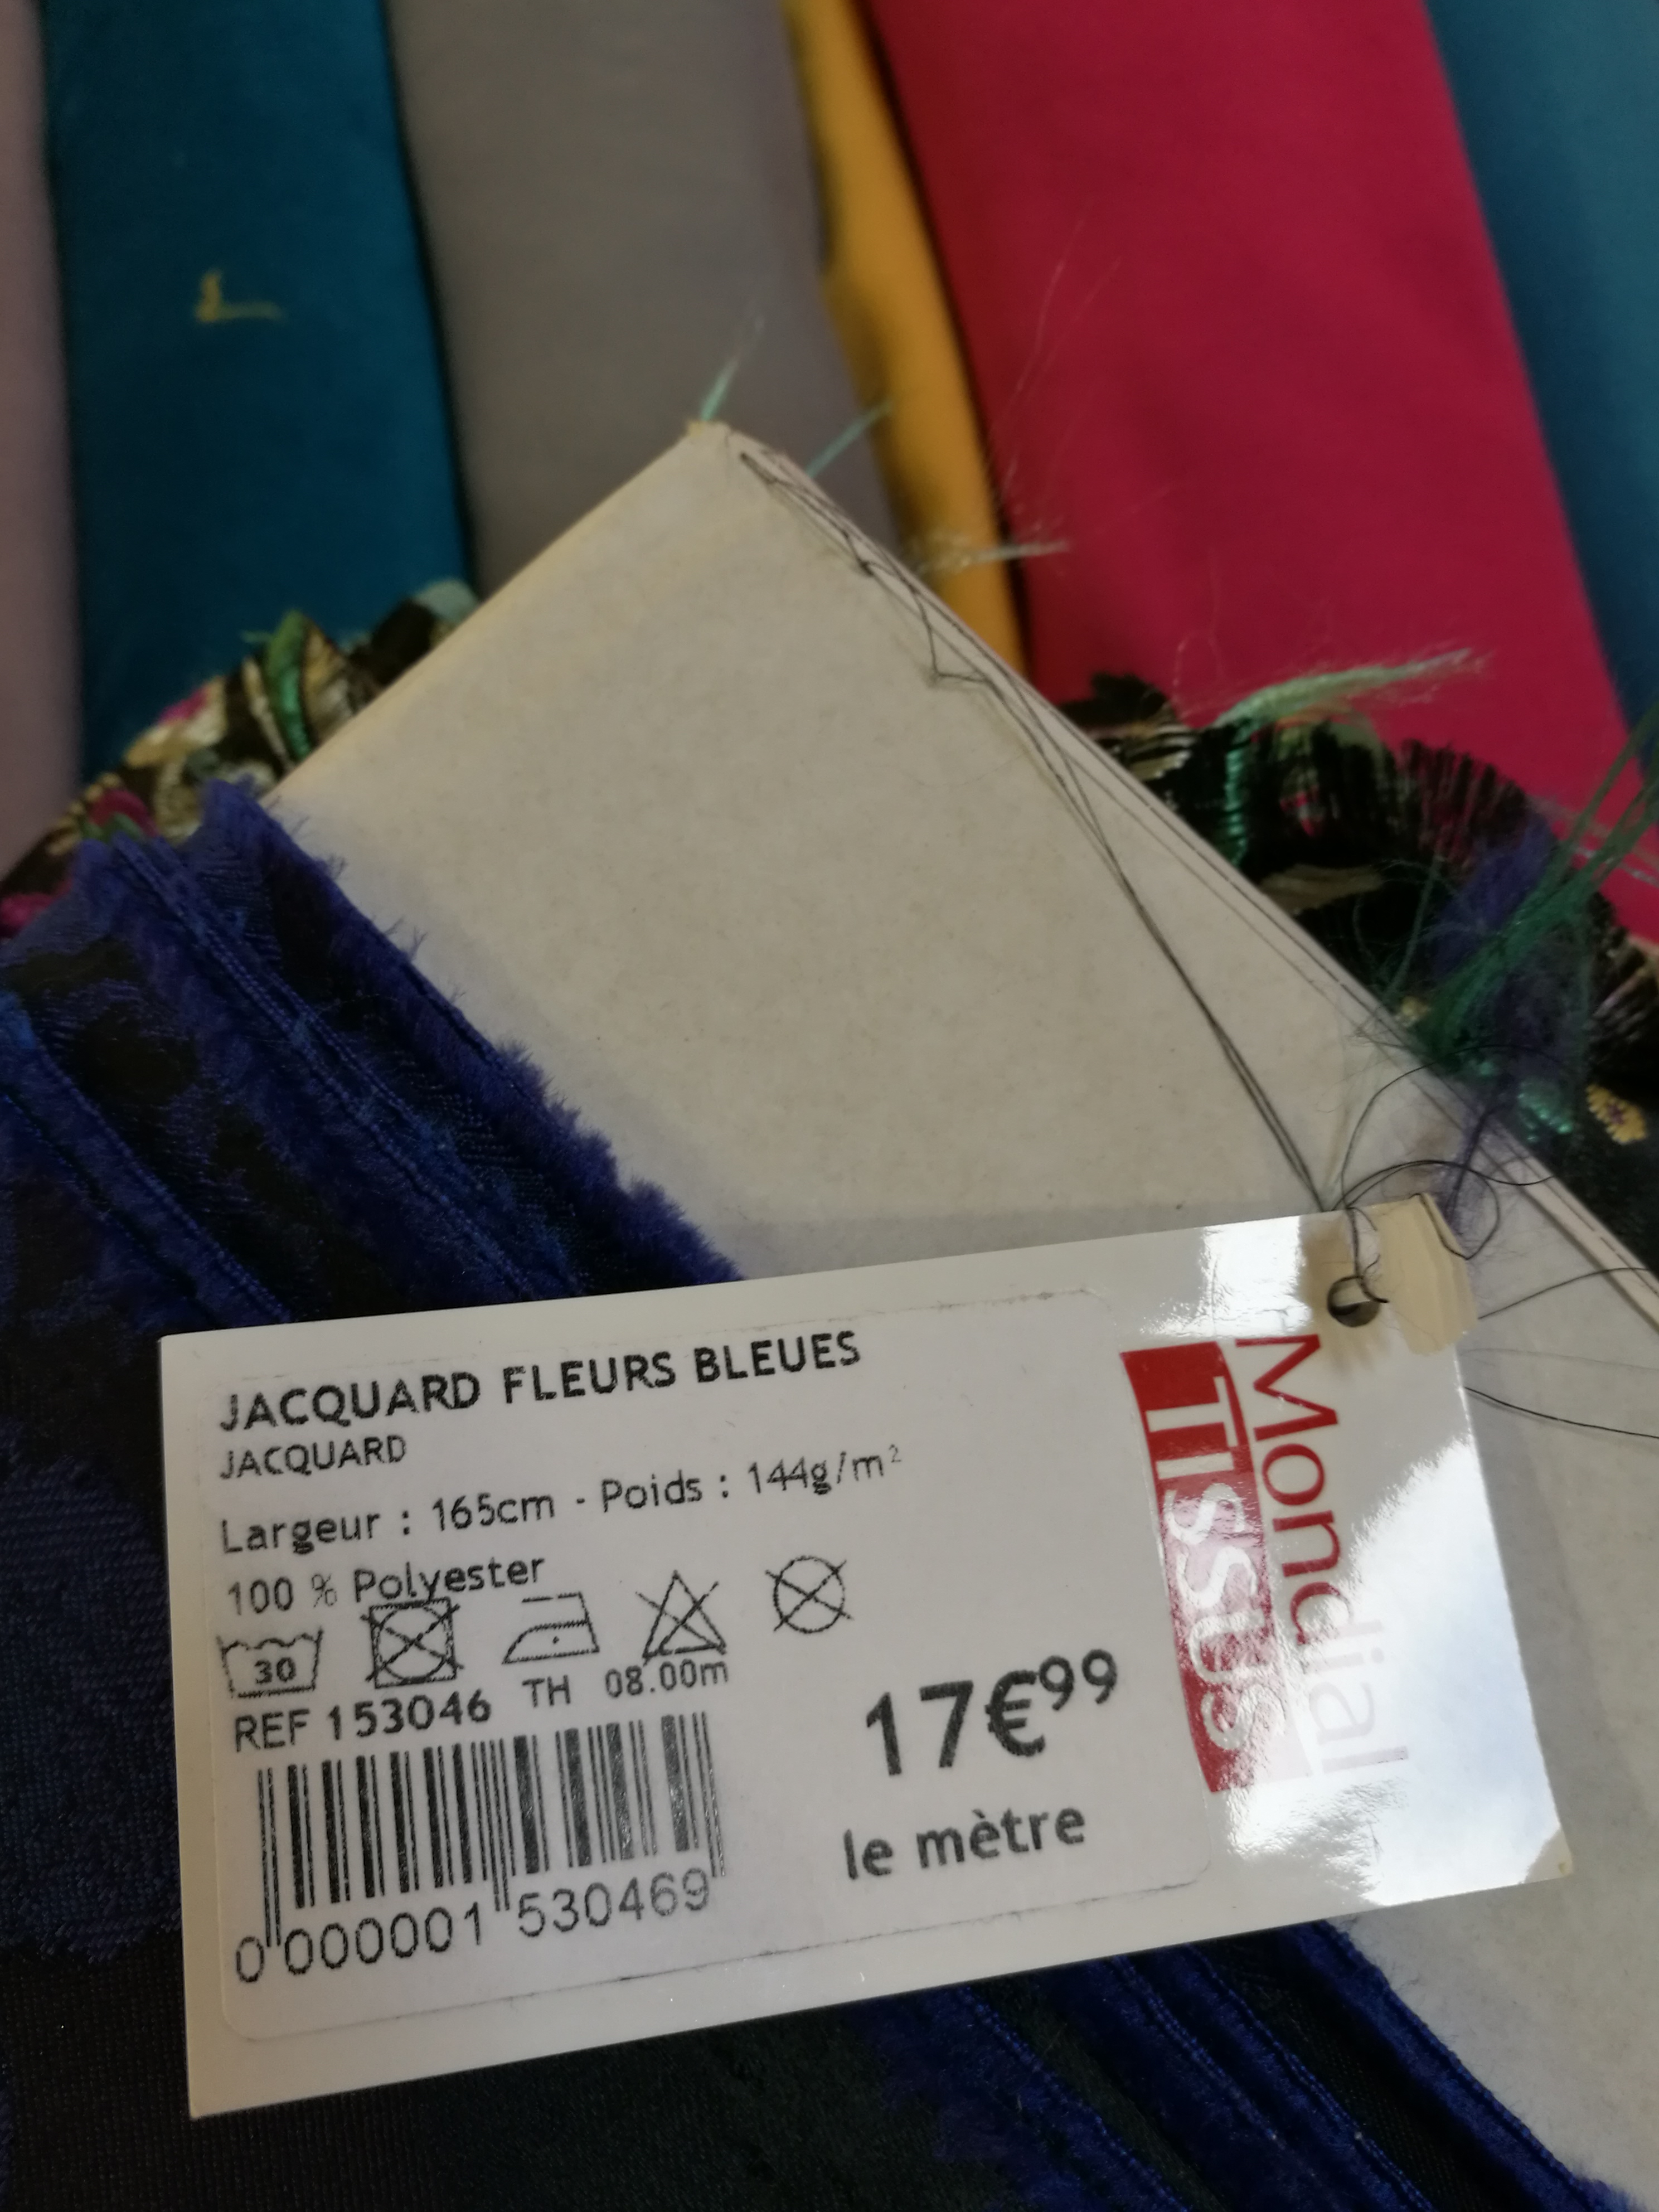 JACQUARD FLEURS BLEUES
JACQUARD
Largeur : 165cm - Poids : 144g/m²
100 % Polyester
30
REF 153046 TH 08.00m
0 000001 530469
17€99
le mètre
Mondial
TISSUS